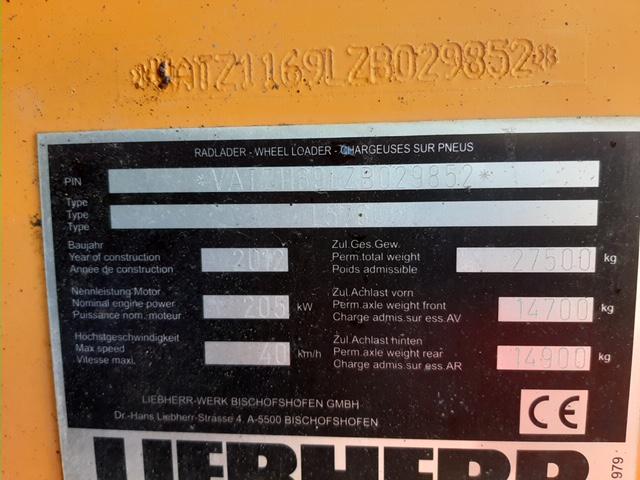 *VATZ1169LZB029852*
RADLADER - WHEEL LOADER - CHARGEUSES SUR PNEUS
PIN *VATZ1169LZB029852*
Type
Type
Type
Baujahr
Year of construction 2012
Année de construction
Zul.Ges.Gew.
Perm.total weight 27500 kg
Poids admissible
Nennleistung Motor
Nominal engine power 205 kW
Puissance nom. moteur
Zul.Achlast vorn
Perm.axle weight front 14700 kg
Charge admis.sur ess.AV
Höchstgeschwindigkeit
Max speed 40 km/h
Vitesse maxi.
Zul.Achlast hinten
Perm.axle weight rear 14900 kg
Charge admis.sur ess.AR
LIEBHERR-WERK BISCHOFSHOFEN GMBH
Dr.-Hans Liebherr-Strasse 4, A-5500 BISCHOFSHOFEN
CE
LIEBHERR
979